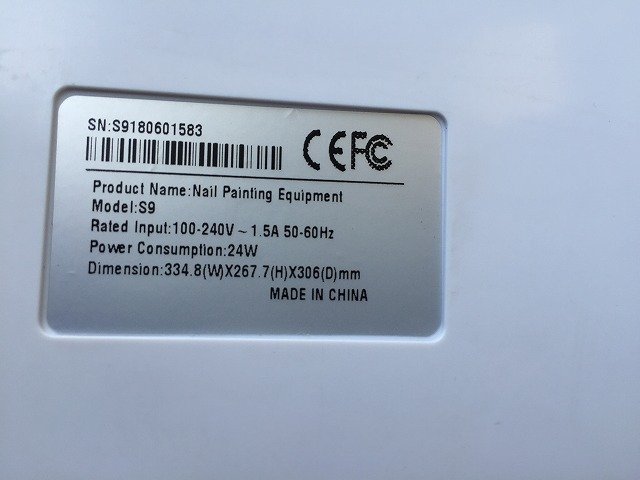 SN:S9180601583
CE FC
Product Name:Nail Painting Equipment
Model:S9
Rated Input:100-240V ~ 1.5A 50-60Hz
Power Consumption:24W
Dimension:334.8(W)X267.7(H)X306(D)mm
MADE IN CHINA